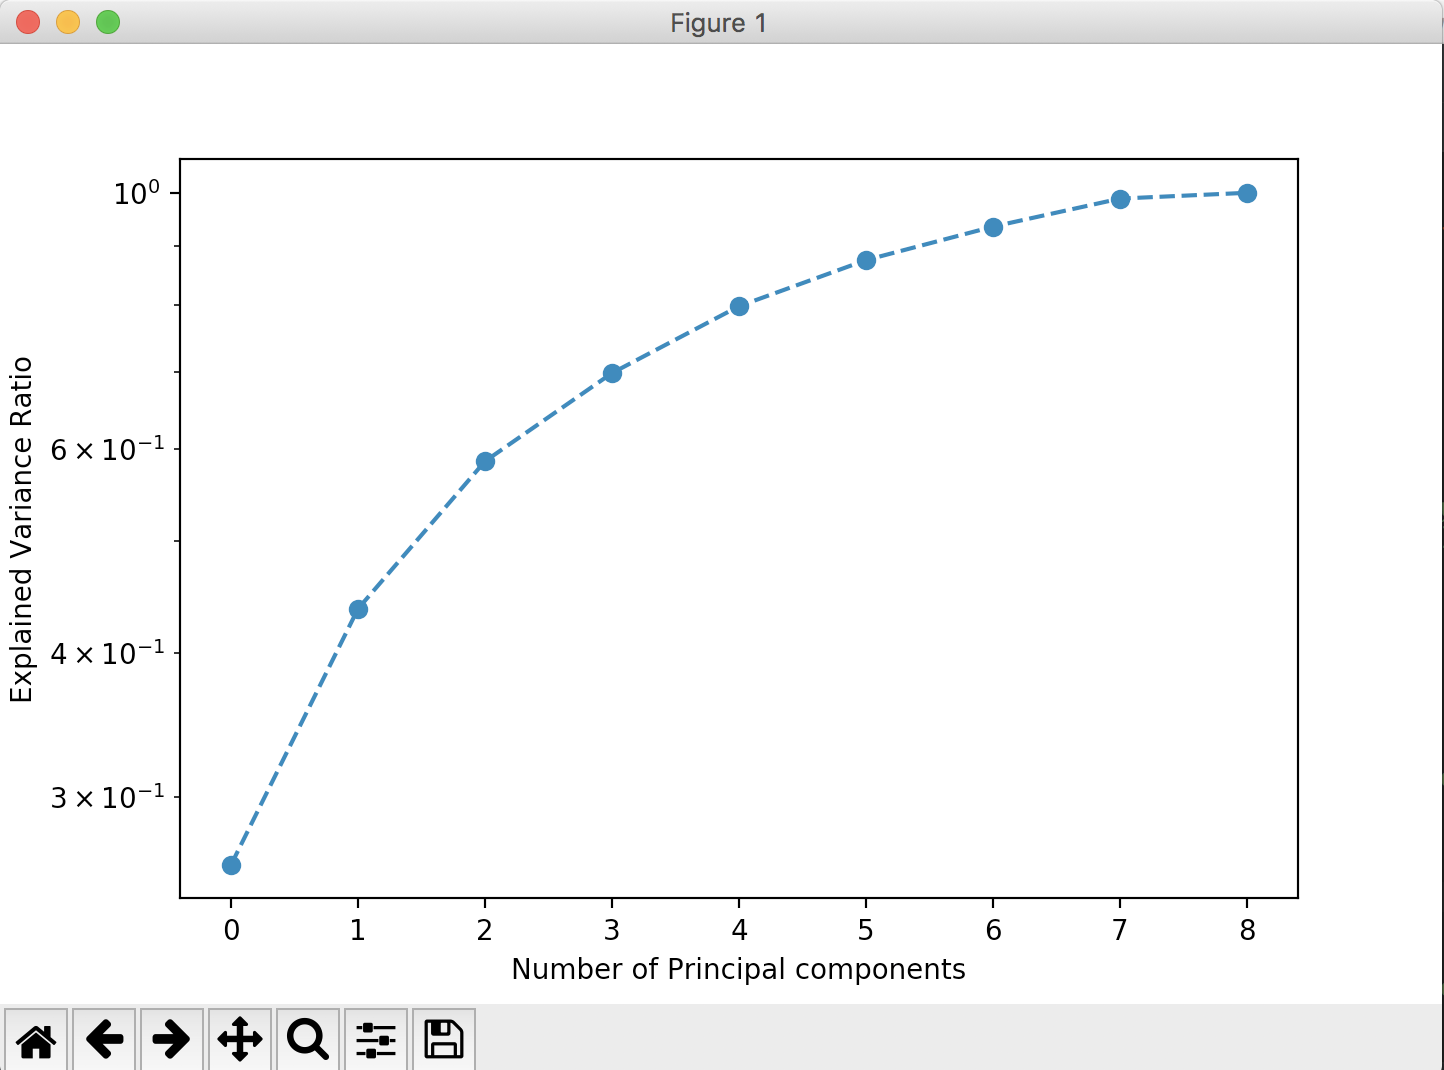 Figure 1
10⁰
6 × 10⁻¹
4 × 10⁻¹
3 × 10⁻¹
Explained Variance Ratio
0 1 2 3 4 5 6 7 8
Number of Principal components